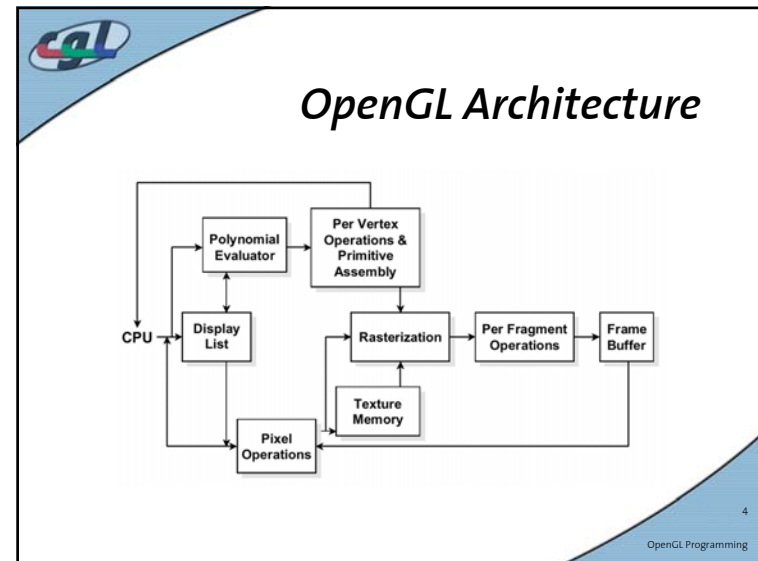 cgL
OpenGL Architecture
Polynomial
Evaluator
Per Vertex
Operations &
Primitive
Assembly
CPU
Display
List
Rasterization
Per Fragment
Operations
Frame
Buffer
Texture
Memory
Pixel
Operations
4
OpenGL Programming